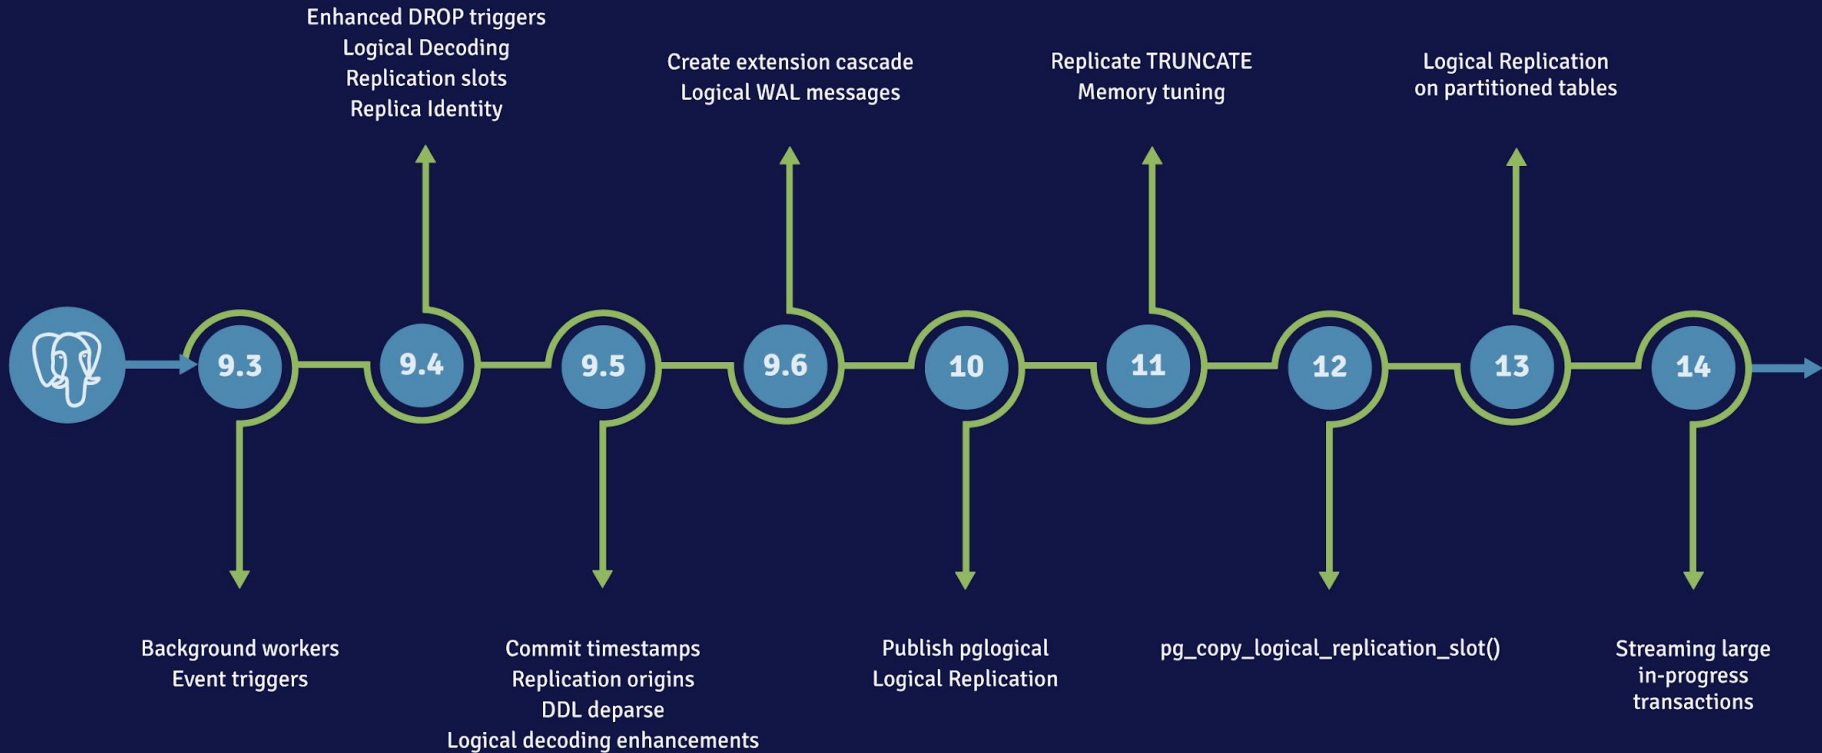 Enhanced DROP triggers
Logical Decoding
Replication slots
Replica Identity
Create extension cascade
Logical WAL messages
Replicate TRUNCATE
Memory tuning
Logical Replication
on partitioned tables
9.3
9.4
9.5
9.6
10
11
12
13
14
Background workers
Event triggers
Commit timestamps
Replication origins
DDL deparse
Logical decoding enhancements
Publish pglogical
Logical Replication
pg_copy_logical_replication_slot()
Streaming large
in-progress
transactions